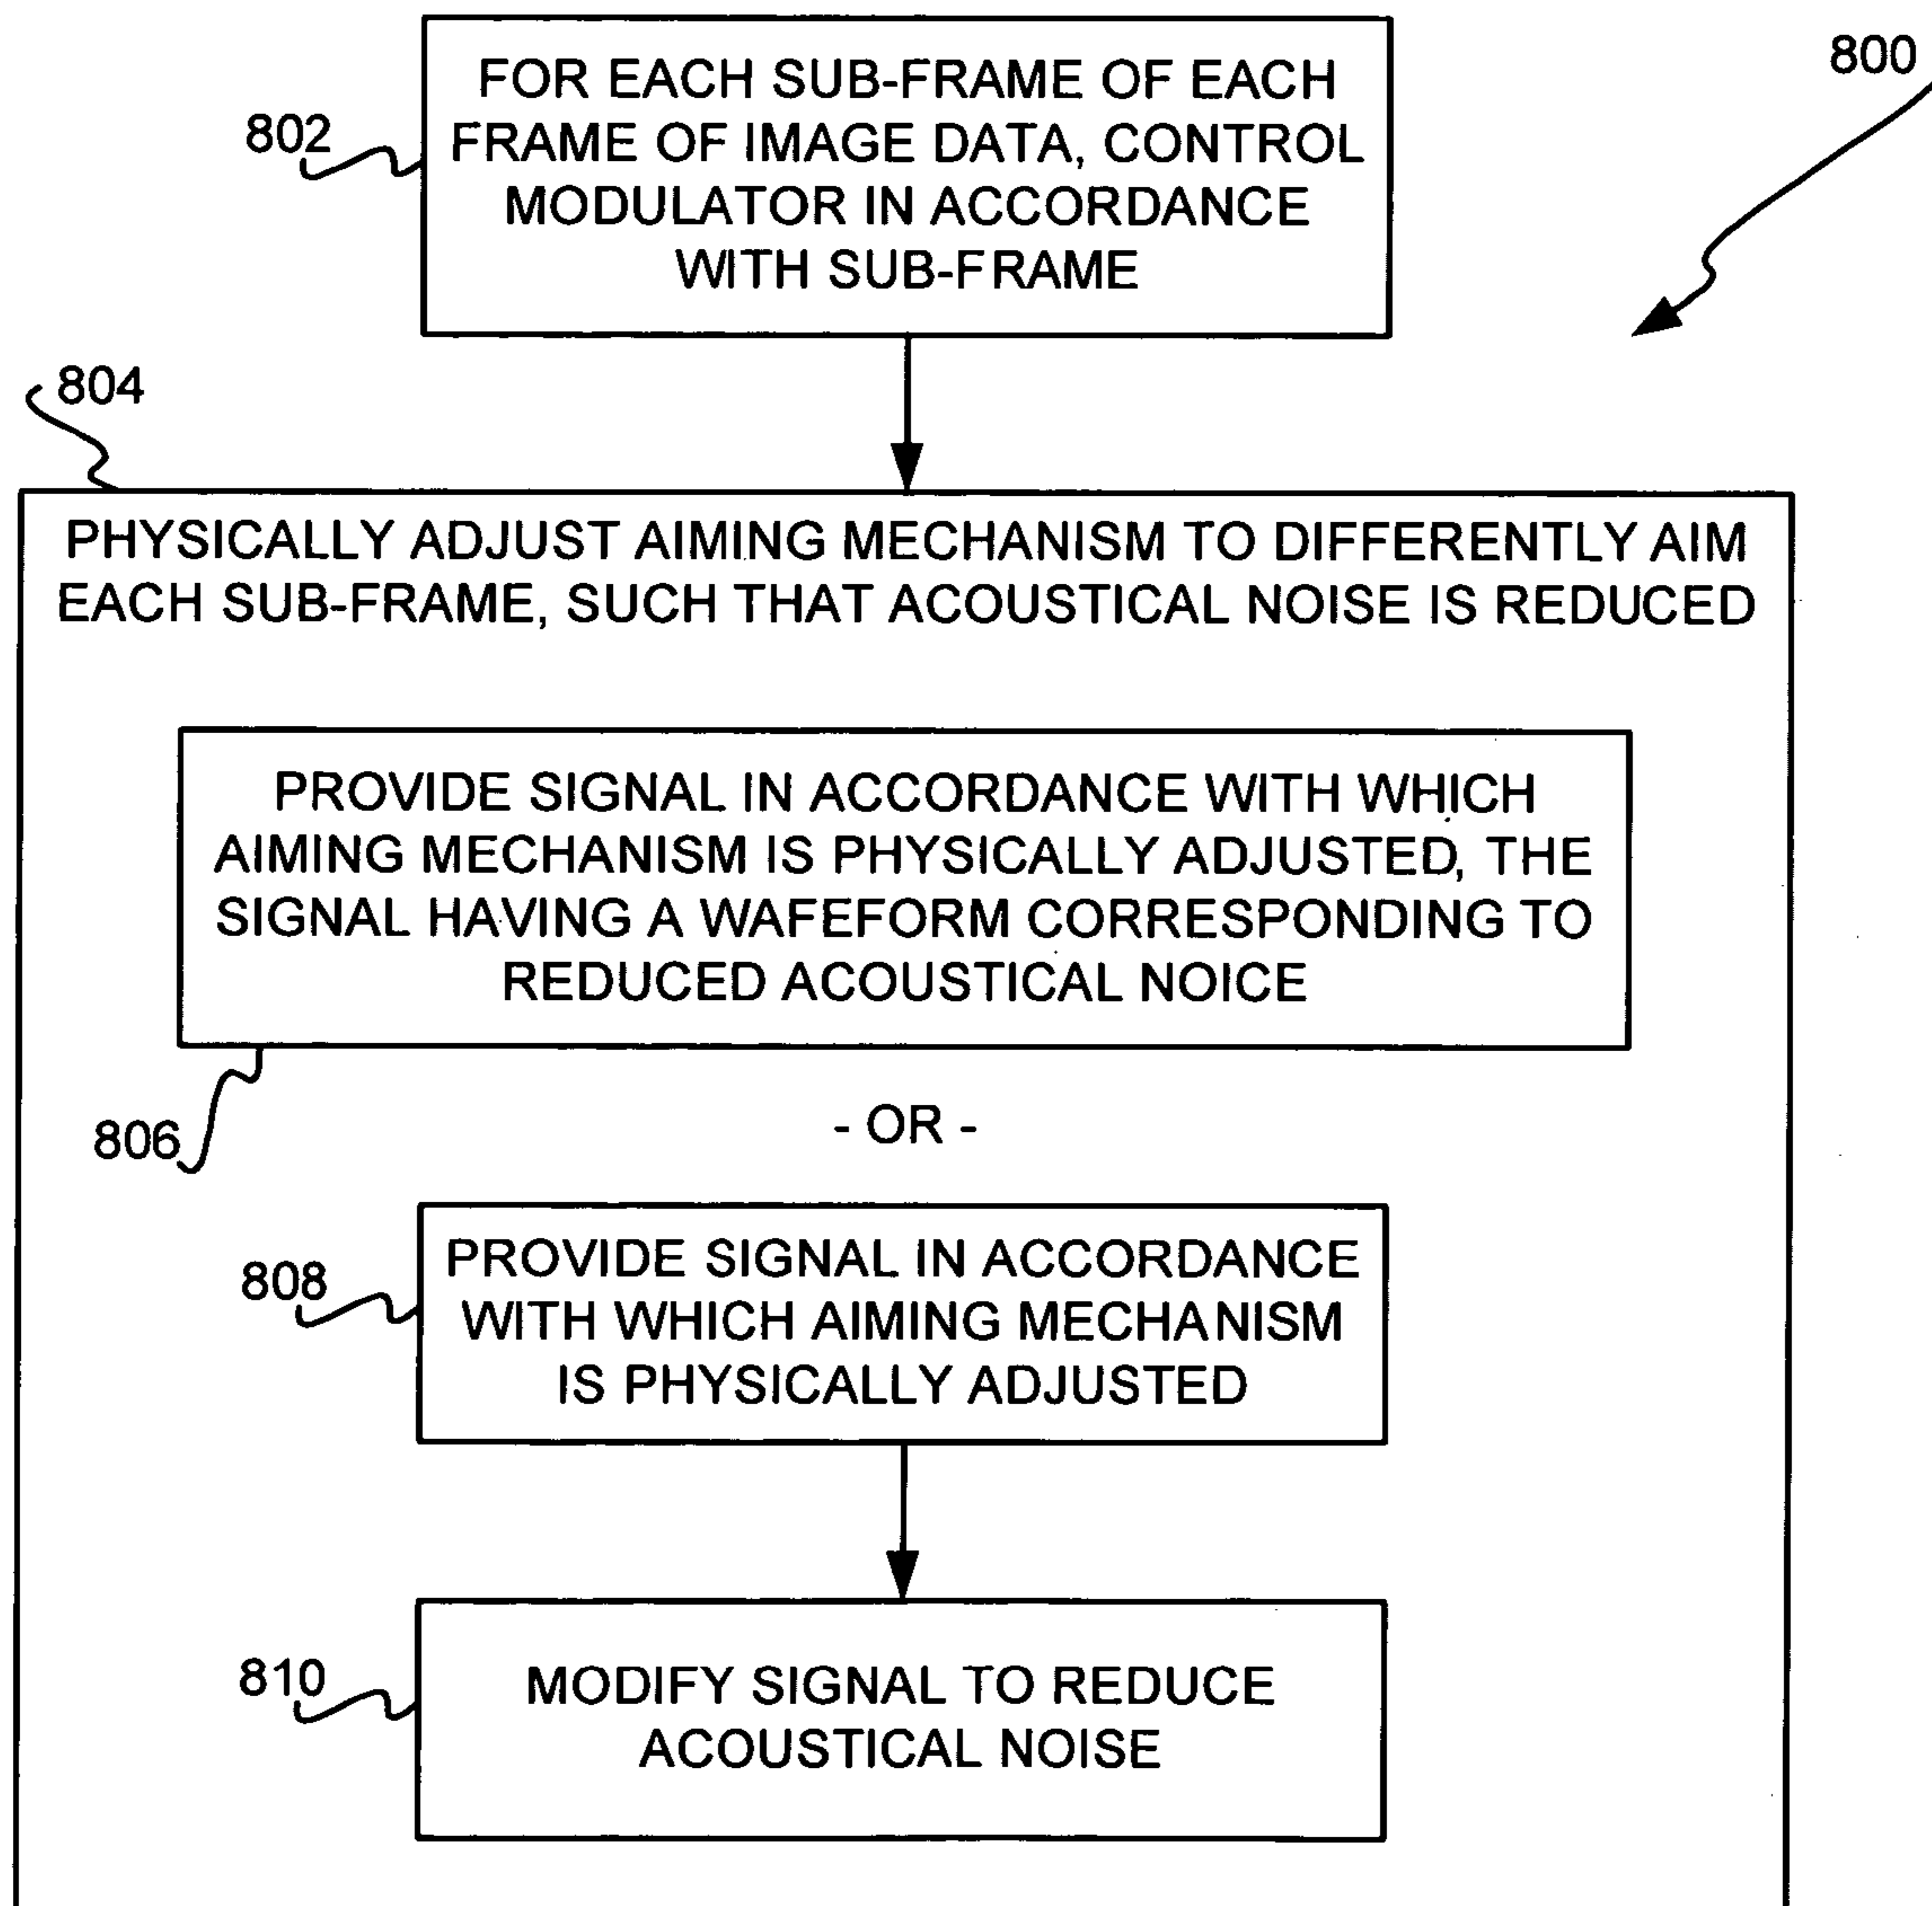 800
FOR EACH SUB-FRAME OF EACH
FRAME OF IMAGE DATA, CONTROL
MODULATOR IN ACCORDANCE
WITH SUB-FRAME
802
804
PHYSICALLY ADJUST AIMING MECHANISM TO DIFFERENTLY AIM
EACH SUB-FRAME, SUCH THAT ACOUSTICAL NOISE IS REDUCED
PROVIDE SIGNAL IN ACCORDANCE WITH WHICH
AIMING MECHANISM IS PHYSICALLY ADJUSTED, THE
SIGNAL HAVING A WAFEFORM CORRESPONDING TO
REDUCED ACOUSTICAL NOICE
806
- OR -
PROVIDE SIGNAL IN ACCORDANCE
WITH WHICH AIMING MECHANISM
IS PHYSICALLY ADJUSTED
808
MODIFY SIGNAL TO REDUCE
ACOUSTICAL NOISE
810